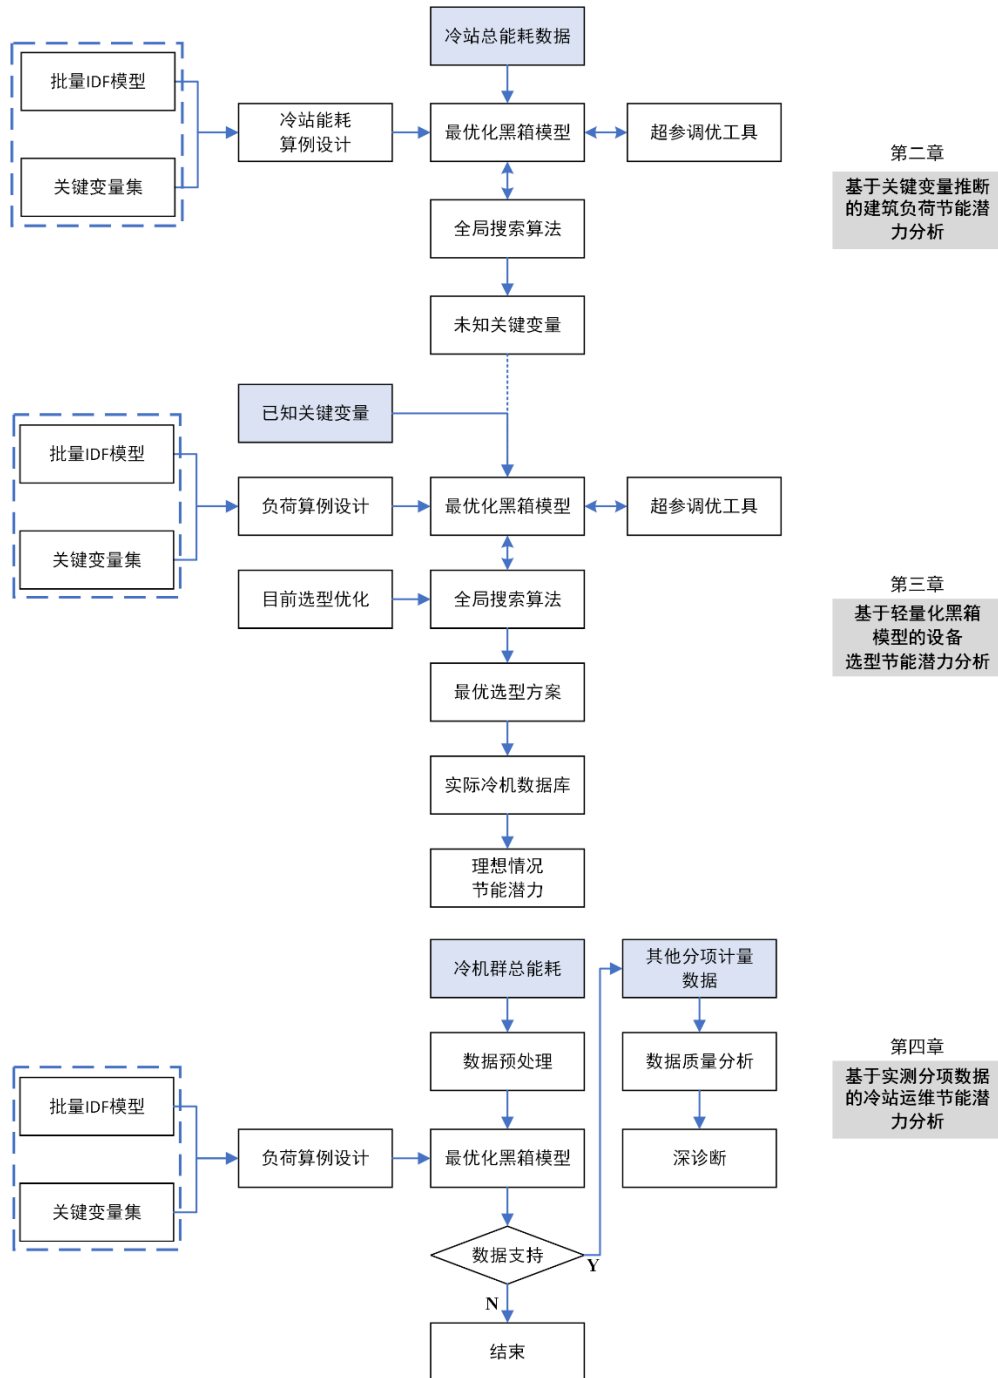 冷站总能耗数据
批量IDF模型
冷站能耗
算例设计
最优化黑箱模型
超参调优工具
关键变量集
全局搜索算法
未知关键变量
第二章
基于关键变量推断
的建筑负荷节能潜
力分析
已知关键变量
批量IDF模型
负荷算例设计
最优化黑箱模型
超参调优工具
关键变量集
目前选型优化
全局搜索算法
最优选型方案
实际冷机数据库
理想情况
节能潜力
第三章
基于轻量化黑箱
模型的设备
选型节能潜力分析
冷机群总能耗
其他分项计量
数据
数据预处理
数据质量分析
批量IDF模型
负荷算例设计
最优化黑箱模型
深诊断
关键变量集
数据支持
Y
N
结束
第四章
基于实测分项数据
的冷站运维节能潜
力分析